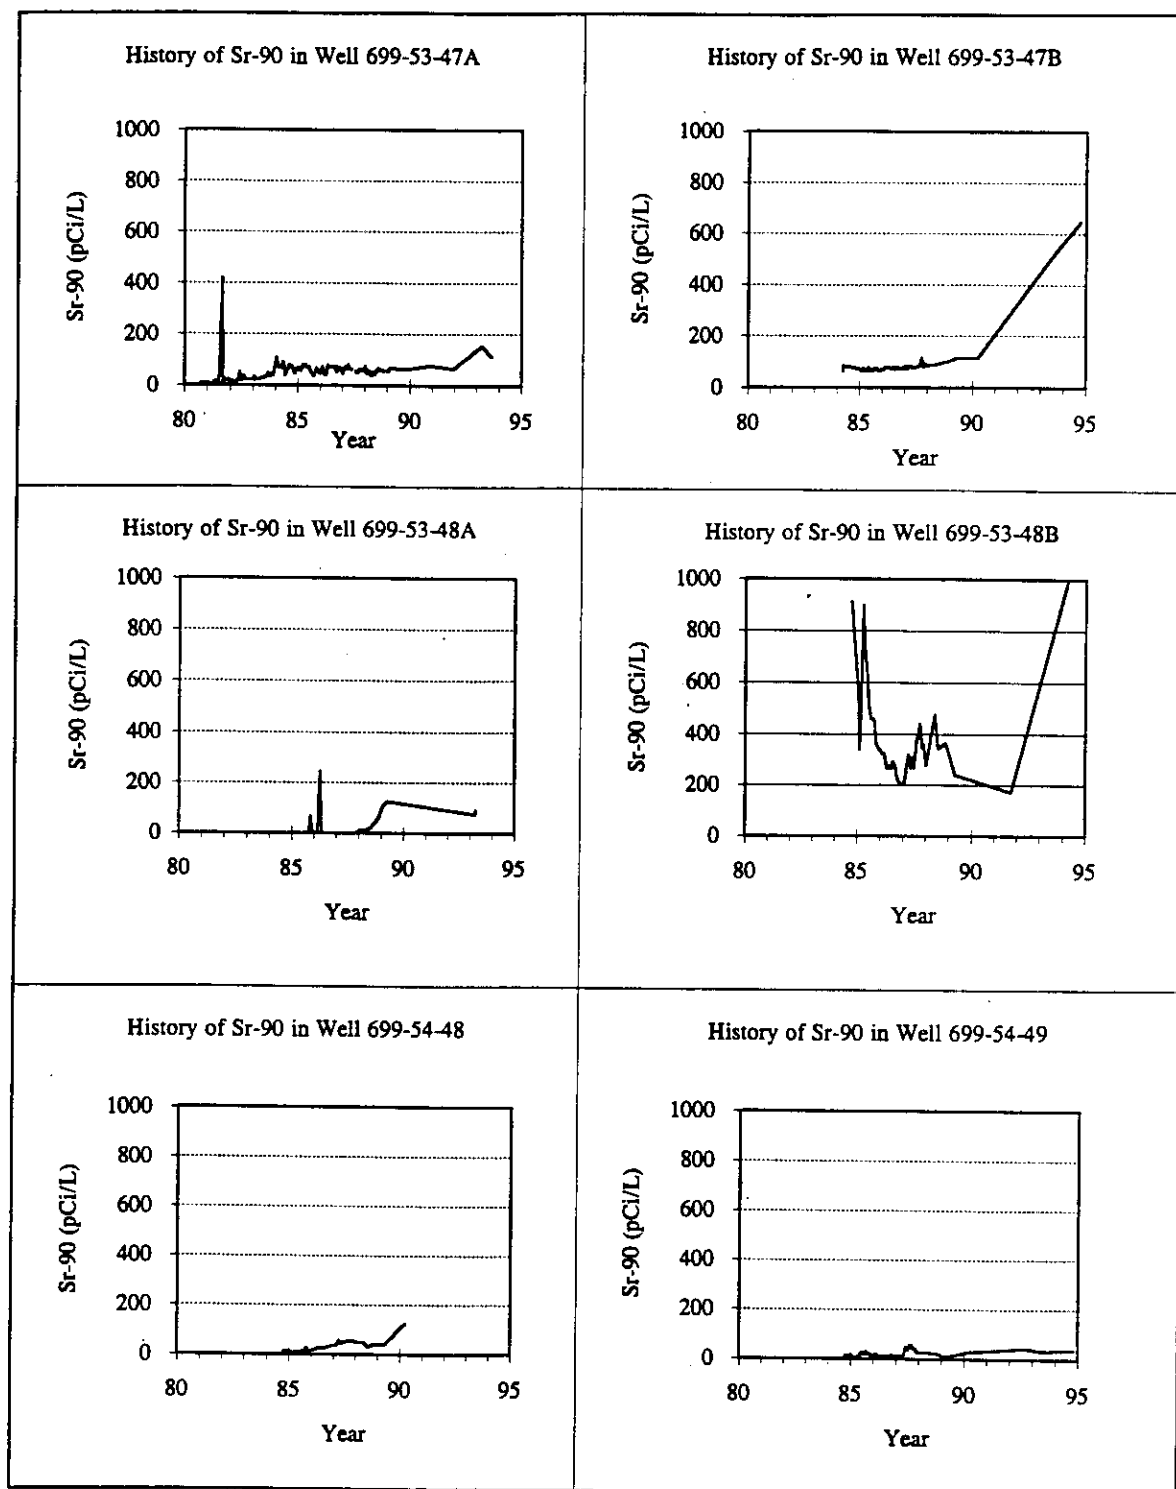 History of Sr-90 in Well 699-53-47A
1000
800
600
400
200
0
Sr-90 (pCi/L)
80 85 90 95
Year
History of Sr-90 in Well 699-53-47B
1000
800
600
400
200
0
Sr-90 (pCi/L)
80 85 90 95
Year
History of Sr-90 in Well 699-53-48A
1000
800
600
400
200
0
Sr-90 (pCi/L)
80 85 90 95
Year
History of Sr-90 in Well 699-53-48B
1000
800
600
400
200
0
Sr-90 (pCi/L)
80 85 90 95
Year
History of Sr-90 in Well 699-54-48
1000
800
600
400
200
0
Sr-90 (pCi/L)
80 85 90 95
Year
History of Sr-90 in Well 699-54-49
1000
800
600
400
200
0
Sr-90 (pCi/L)
80 85 90 95
Year